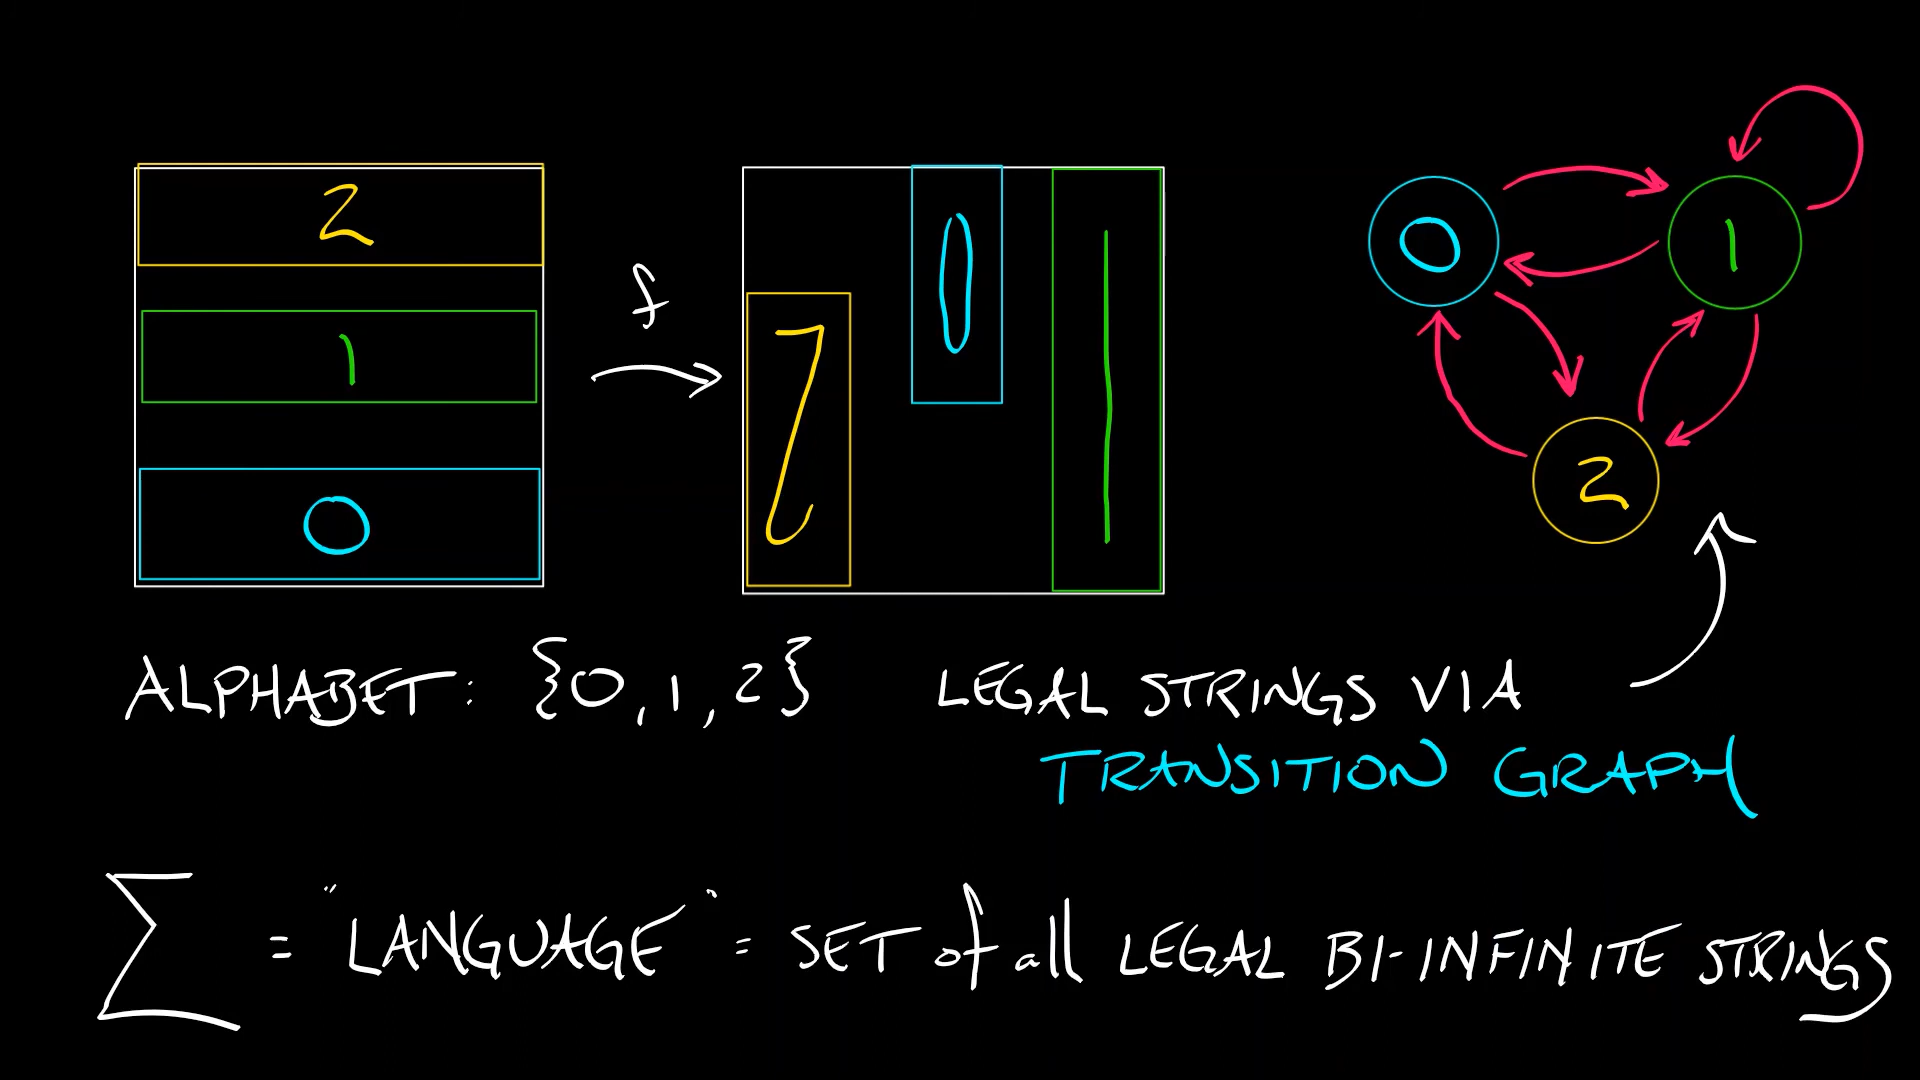 2
1
0
f
2
0
1
0
1
2
ALPHABET: {0, 1, 2}
LEGAL STRINGS VIA
TRANSITION GRAPH
Σ = "LANGUAGE" = SET of all LEGAL BI-INFINITE STRINGS